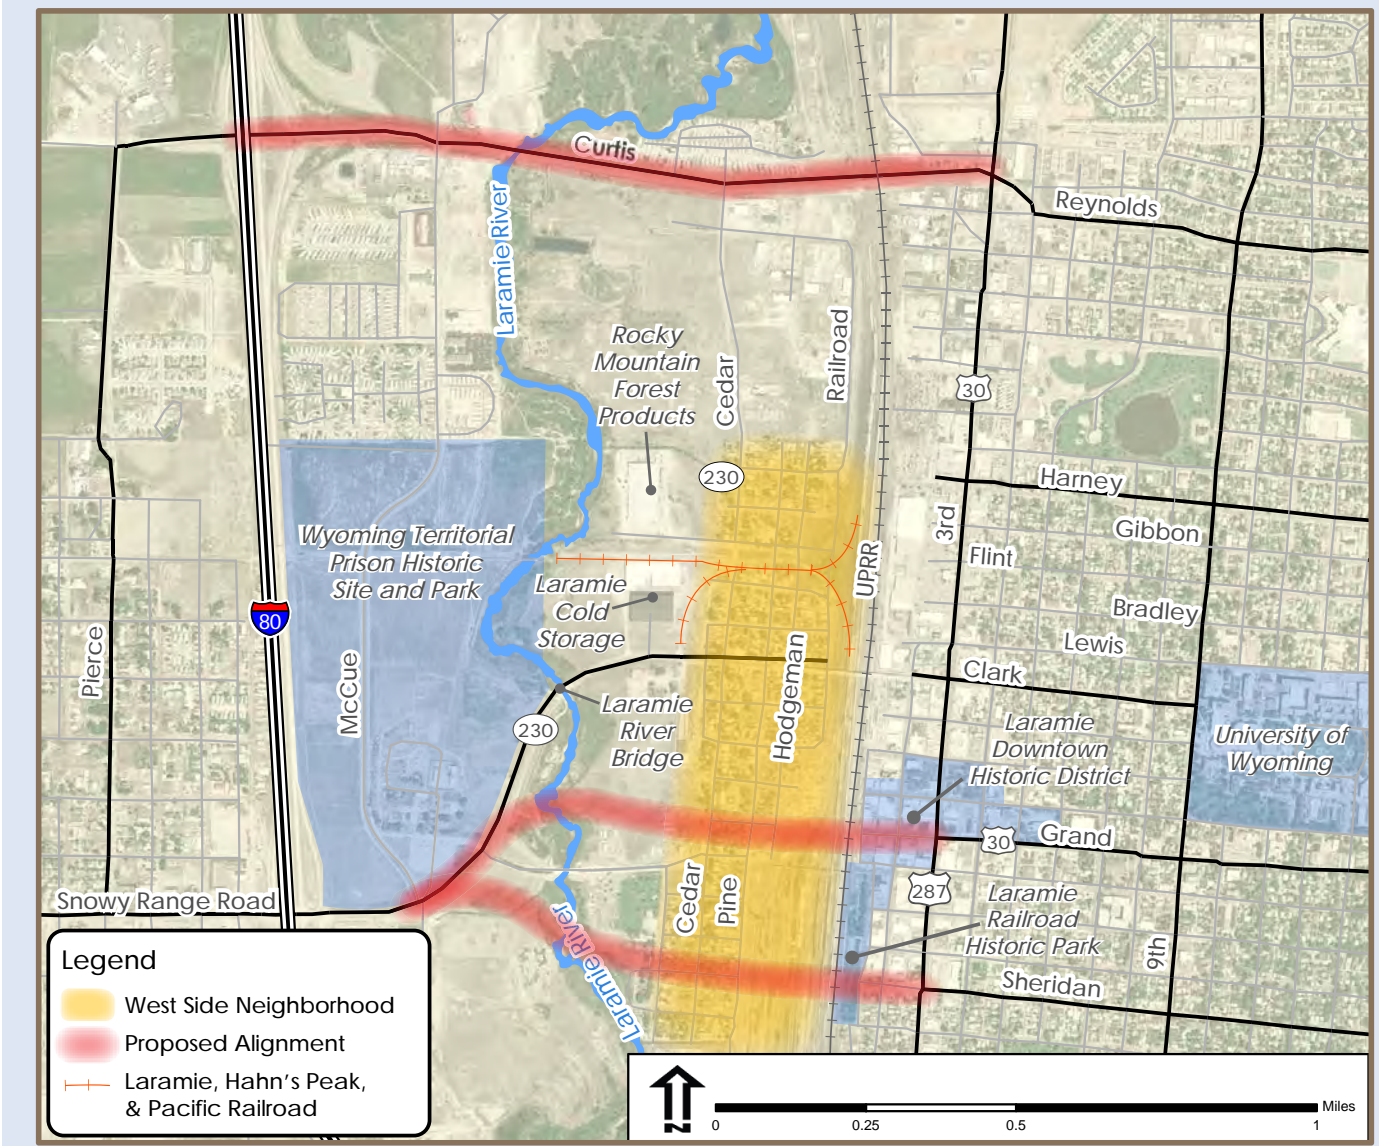 Curtis
Reynolds
Laramie River
Rocky
Mountain
Forest
Products
Cedar
Railroad
30
230
Harney
Gibbon
3rd
Flint
Wyoming Territorial
Prison Historic
Site and Park
Laramie
Cold
Storage
UPRR
Bradley
Lewis
80
Pierce
McCue
Hodgeman
Clark
Laramie
River
Bridge
230
Laramie
Downtown
Historic District
University of
Wyoming
30
Grand
Snowy Range Road
Cedar
Pine
287
Laramie
Railroad
Historic Park
9th
Laramie River
Sheridan
Legend
West Side Neighborhood
Proposed Alignment
Laramie, Hahn's Peak,
& Pacific Railroad
N
Miles
0 0.25 0.5 1